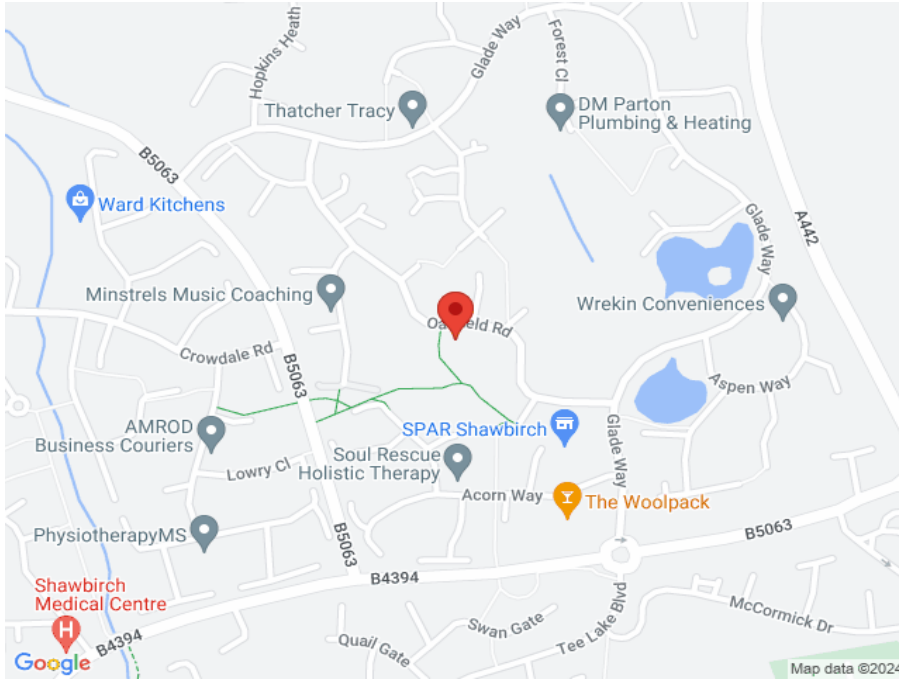 Hopkins Heath
Glade Way
Forest Cl
Thatcher Tracy
DM Parton
Plumbing & Heating
B5063
Ward Kitchens
Glade Way
A442
Minstrels Music Coaching
Wrekin Conveniences
Crowdale Rd
B5063
Aspen Way
AMROD
Business Couriers
SPAR Shawbirch
Glade Way
Soul Rescue
Holistic Therapy
Lowry Cl
Acorn Way
The Woolpack
PhysiotherapyMS
B5063
B5063
B4394
Shawbirch
Medical Centre
H
McCormick Dr
Swan Gate
Tee Lake Blvd
B4394
Quail Gate
Google
Map data ©2024